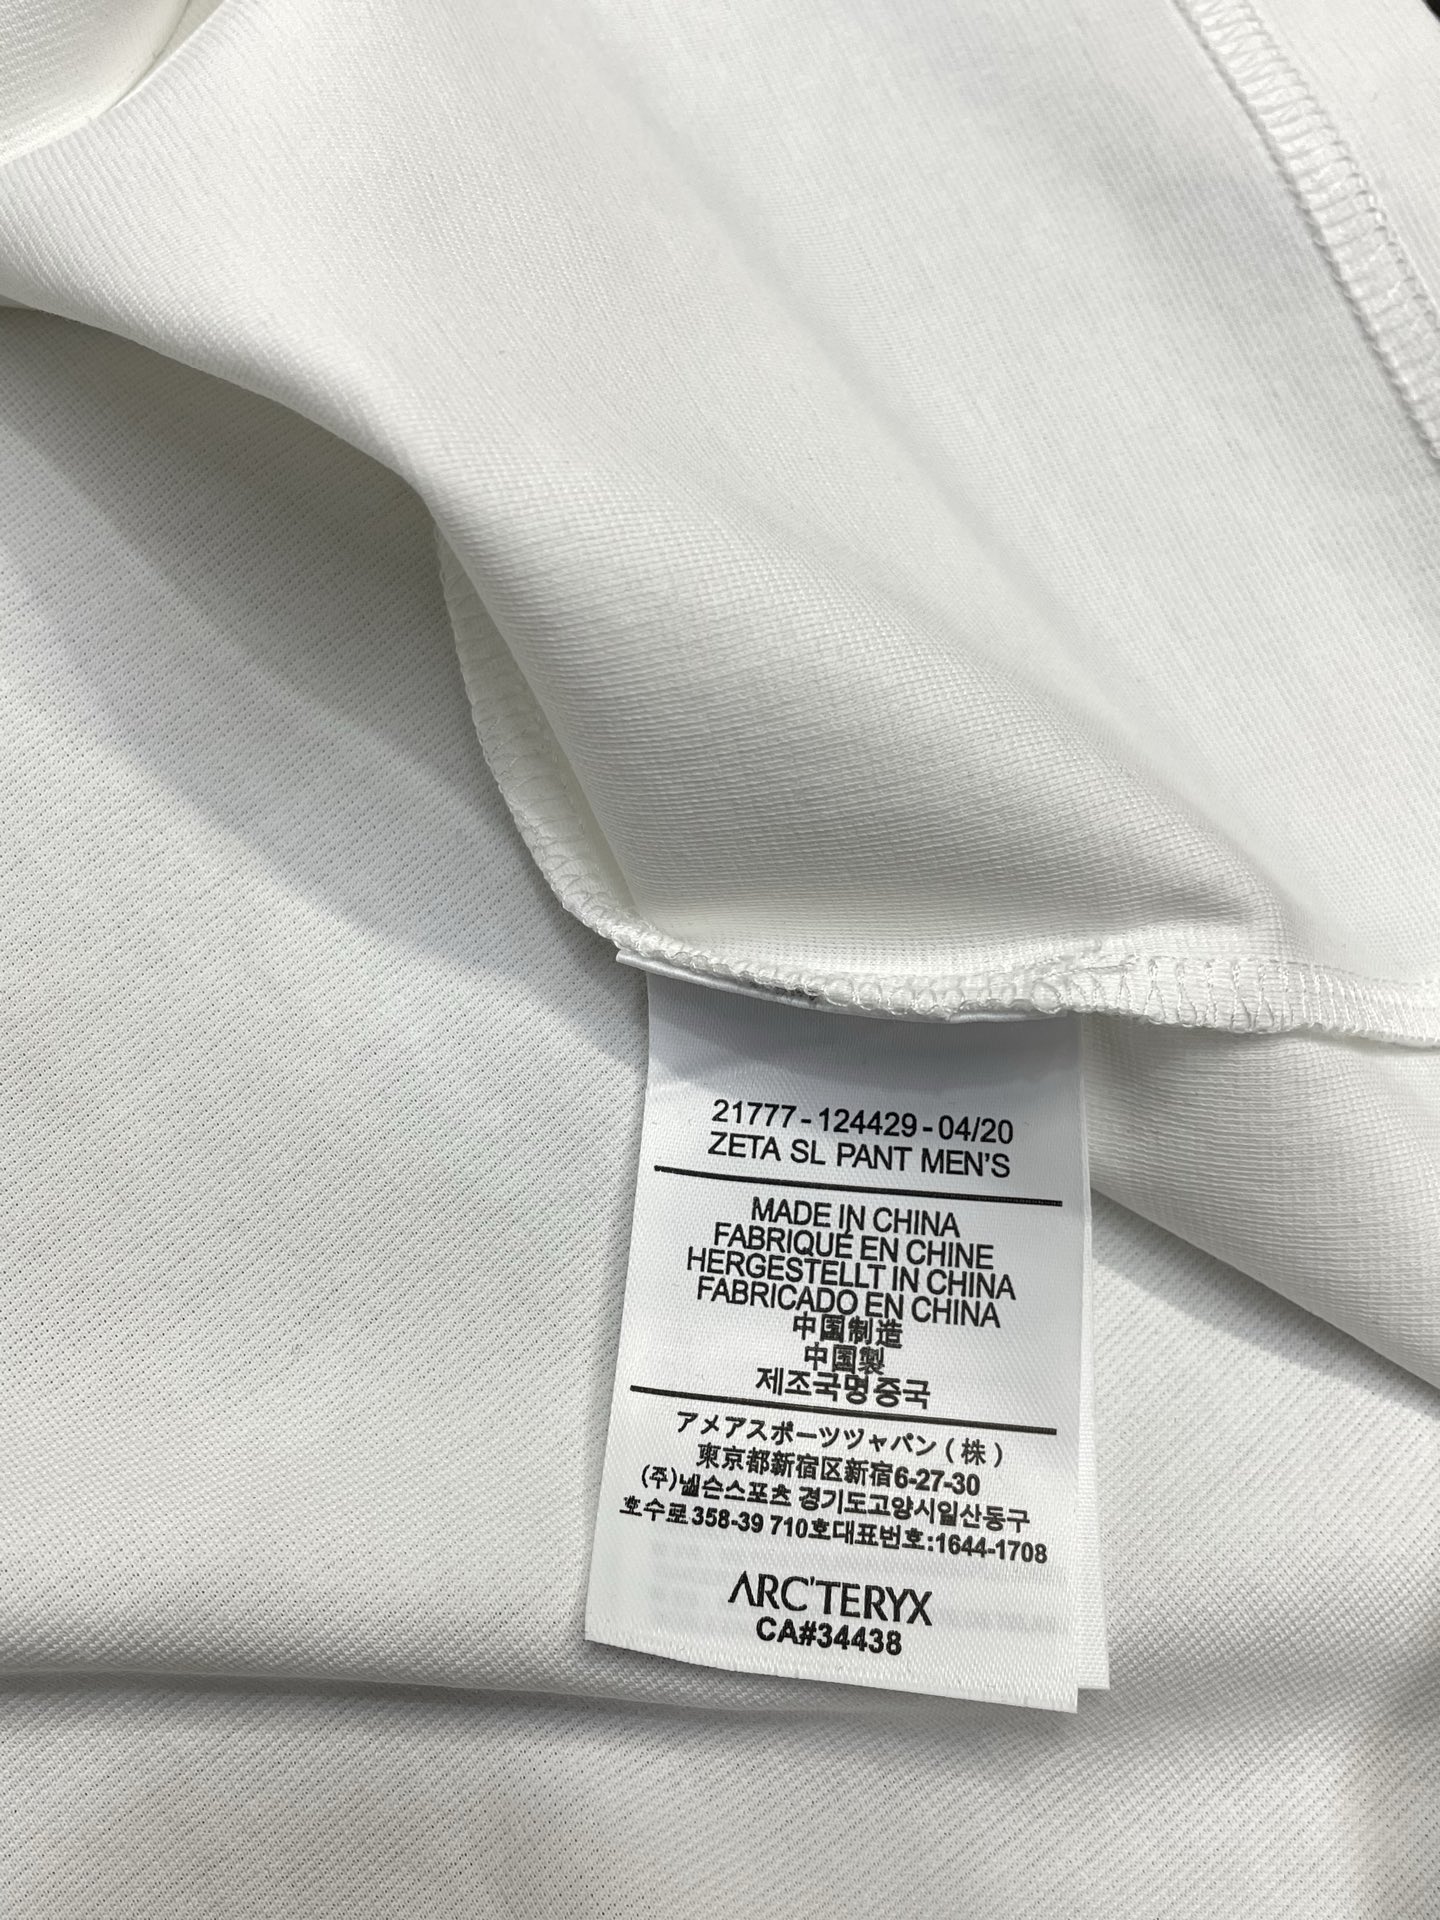 21777-124429-04/20
ZETA SL PANT MEN'S
MADE IN CHINA
FABRIQUÉ EN CHINE
HERGESTELLT IN CHINA
FABRICADO EN CHINA
中国制造
中国製
제조국명중국
アメアスポーツヅャパン(株)
東京都新宿区新宿6-27-30
(주)넬슨스포츠 경기도고양시일산동구
호수로358-39 710호대표번호:1644-1708
ARC'TERYX
CA#34438